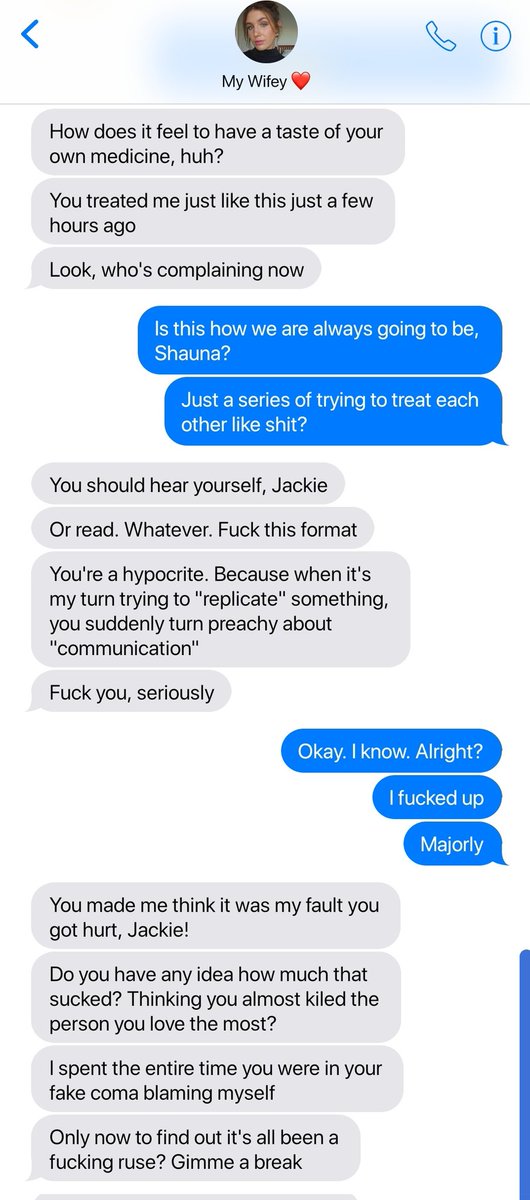 My Wifey ❤️
How does it feel to have a taste of your
own medicine, huh?
You treated me just like this just a few
hours ago
Look, who's complaining now
Is this how we are always going to be,
Shauna?
Just a series of trying to treat each
other like shit?
You should hear yourself, Jackie
Or read. Whatever. Fuck this format
You're a hypocrite. Because when it's
my turn trying to "replicate" something,
you suddenly turn preachy about
"communication"
Fuck you, seriously
Okay. I know. Alright?
I fucked up
Majorly
You made me think it was my fault you
got hurt, Jackie!
Do you have any idea how much that
sucked? Thinking you almost kiled the
person you love the most?
I spent the entire time you were in your
fake coma blaming myself
Only now to find out it's all been a
fucking ruse? Gimme a break